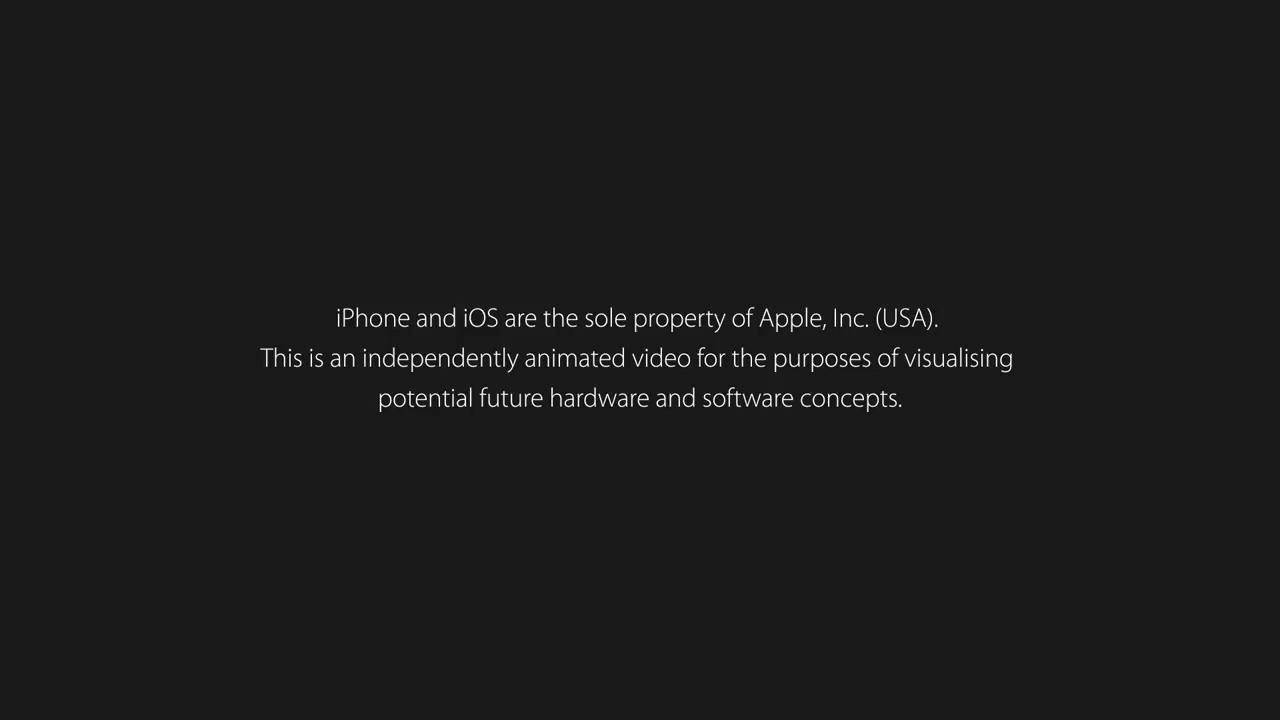 iPhone and iOS are the sole property of Apple, Inc. (USA).
This is an independently animated video for the purposes of visualising
potential future hardware and software concepts.